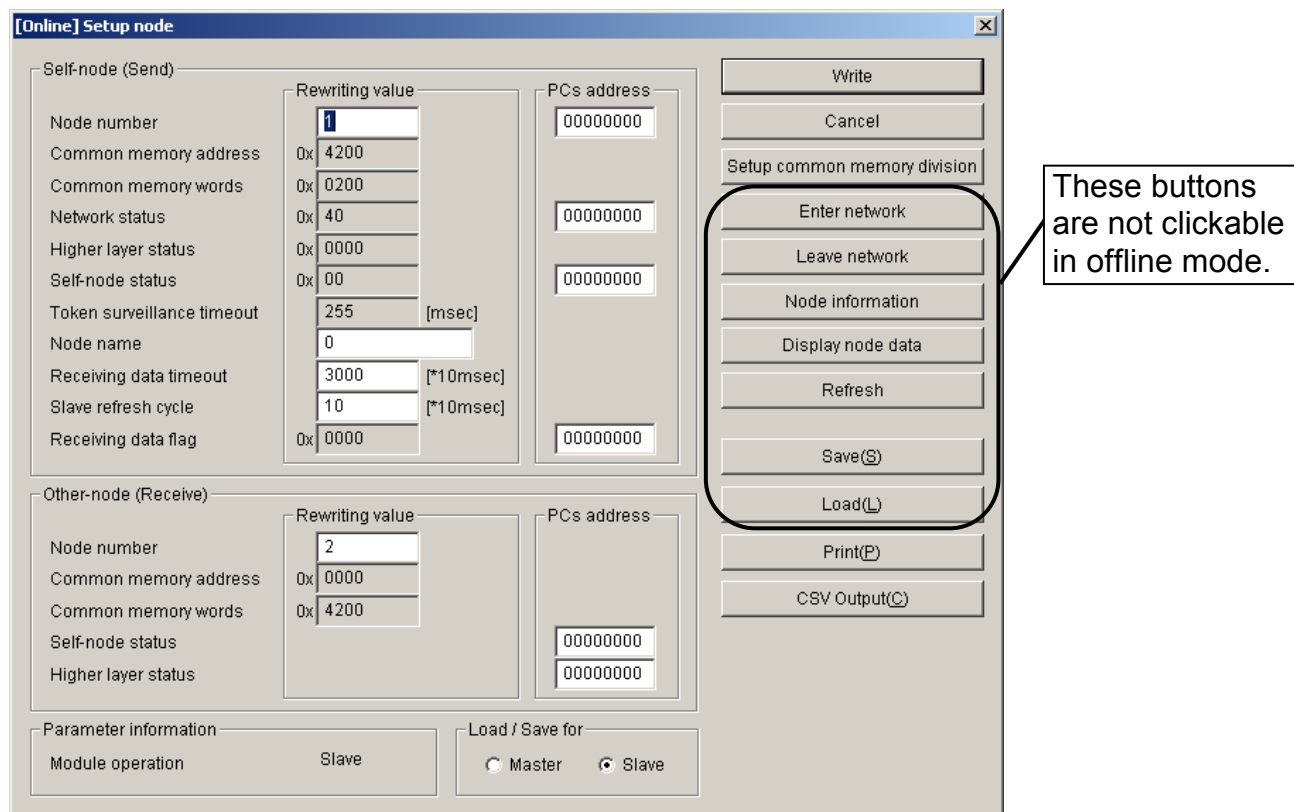 [Online] Setup node
Self-node (Send)
Rewriting value
PCs address
Node number 1 00000000
Common memory address 0x 4200
Common memory words 0x 0200
Network status 0x 40 00000000
Higher layer status 0x 0000
Self-node status 0x 00 00000000
Token surveillance timeout 255 [msec]
Node name 0
Receiving data timeout 3000 [*10msec]
Slave refresh cycle 10 [*10msec]
Receiving data flag 0x 0000 00000000
Other-node (Receive)
Rewriting value
PCs address
Node number 2
Common memory address 0x 0000
Common memory words 0x 4200
Self-node status 00000000
Higher layer status 00000000
Parameter information
Module operation Slave
Load / Save for
Master Slave
Write
Cancel
Setup common memory division
Enter network
Leave network
Node information
Display node data
Refresh
Save(S)
Load(L)
Print(P)
CSV Output(C)
These buttons
are not clickable
in offline mode.